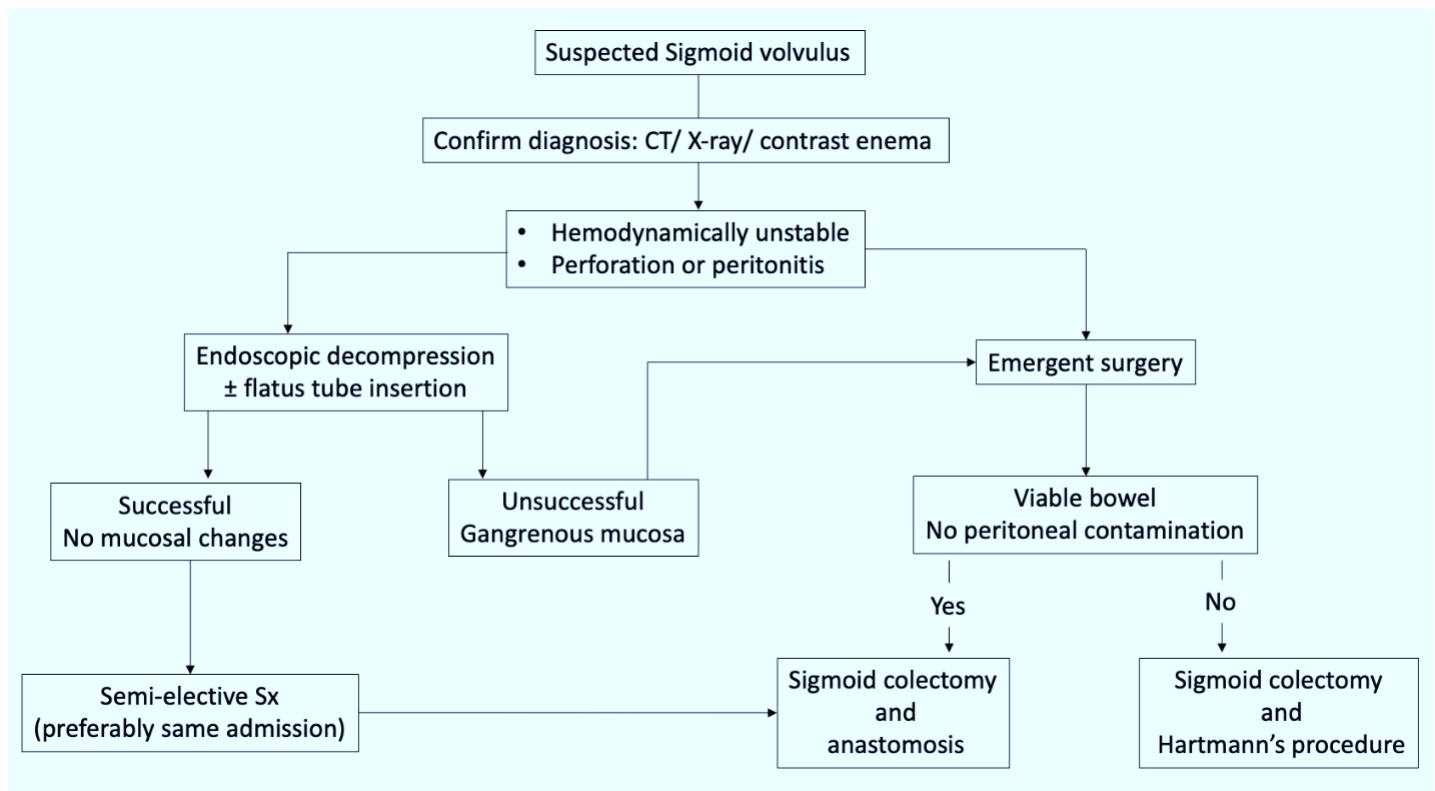 Suspected Sigmoid volvulus
Confirm diagnosis: CT/ X-ray/ contrast enema
• Hemodynamically unstable
• Perforation or peritonitis
Endoscopic decompression
± flatus tube insertion
Emergent surgery
Successful
No mucosal changes
Unsuccessful
Gangrenous mucosa
Viable bowel
No peritoneal contamination
Yes
No
Semi-elective Sx
(preferably same admission)
Sigmoid colectomy
and
anastomosis
Sigmoid colectomy
and
Hartmann’s procedure